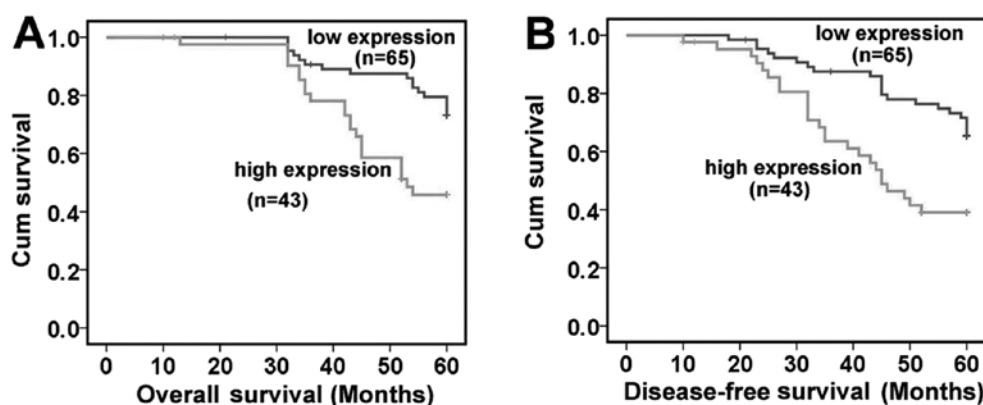 A
Cum survival
1.0
0.8
0.6
0.4
0.2
0.0
low expression
(n=65)
high expression
(n=43)
0 10 20 30 40 50 60
Overall survival (Months)
B
Cum survival
1.0
0.8
0.6
0.4
0.2
0.0
low expression
(n=65)
high expression
(n=43)
0 10 20 30 40 50 60
Disease-free survival (Months)